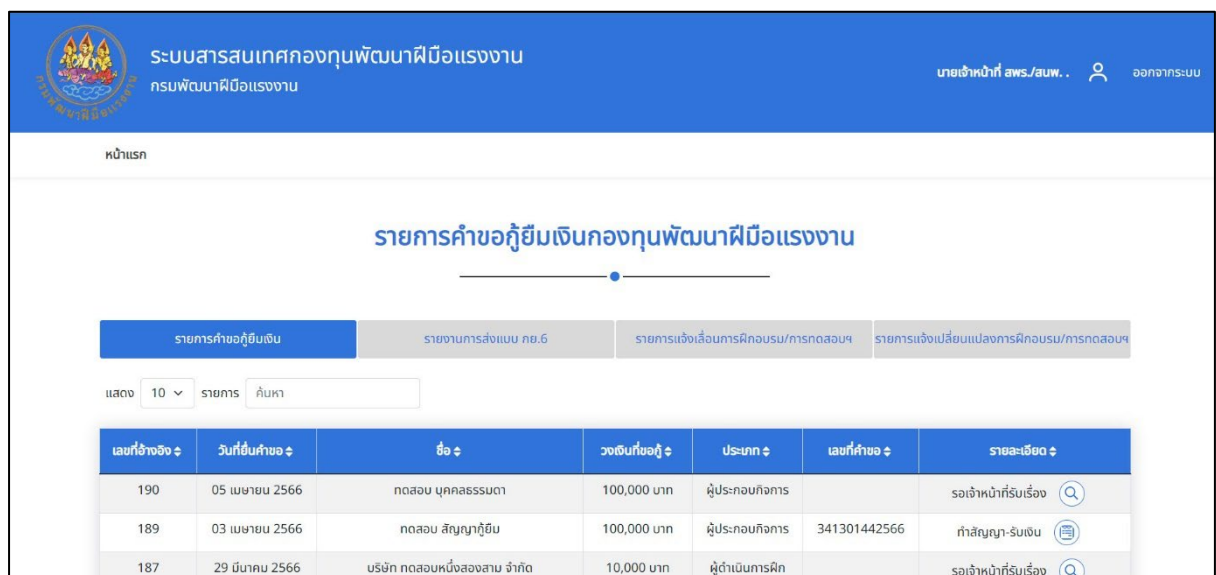 ระบบสารสนเทศกองทุนพัฒนาฝีมือแรงงาน
กรมพัฒนาฝีมือแรงงาน
นายเจ้าหน้าที่ สพร./สนพ. . ออกจากระบบ
กรมพัฒนาฝีมือแรงงาน
หน้าแรก
รายการคำขอกู้ยืมเงินกองทุนพัฒนาฝีมือแรงงาน
รายการคำขอกู้ยืมเงิน รายงานการส่งแบบ กย.6 รายการแจ้งเลื่อนการฝึกอบรม/การทดสอบฯ รายการแจ้งเปลี่ยนแปลงการฝึกอบรม/การทดสอบฯ
แสดง 10 รายการ ค้นหา
เลขที่อ้างอิง วันที่ยื่นคำขอ ชื่อ วงเงินที่ขอกู้ ประเภท เลขที่คำขอ รายละเอียด
190 05 เมษายน 2566 ทดสอบ บุคคลธรรมดา 100,000 บาท ผู้ประกอบกิจการ รอเจ้าหน้าที่รับเรื่อง
189 03 เมษายน 2566 ทดสอบ สัญญากู้ยืม 100,000 บาท ผู้ประกอบกิจการ 341301442566 ทำสัญญา-รับเงิน
187 29 มีนาคม 2566 บริษัท ทดสอบหนึ่งสองสาม จำกัด 10,000 บาท ผู้ดำเนินการฝึก รอเจ้าหน้าที่รับเรื่อง